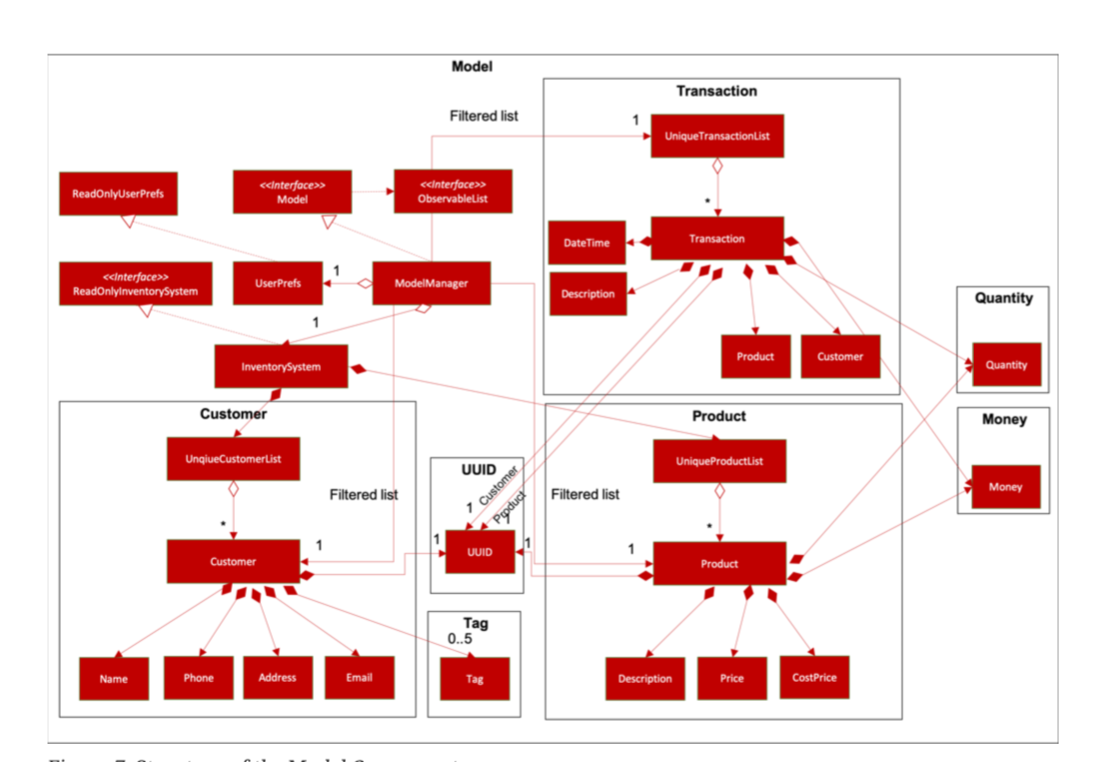 Model
Transaction
Filtered list
1
UniqueTransactionList
<<Interface>>
Model
<<Interface>>
ObservableList
ReadOnlyUserPrefs
*
DateTime
Transaction
<<Interface>>
ReadOnlyInventorySystem
UserPrefs
1
ModelManager
Description
Quantity
1
Product
Customer
Quantity
InventorySystem
Customer
Product
Money
UnqiueCustomerList
UniqueProductList
UUID
Customer
Product
Money
Filtered list
Filtered list
1
1
*
*
1
1
1
1
Customer
UUID
Product
Tag
0..5
Name
Phone
Address
Email
Tag
Description
Price
CostPrice